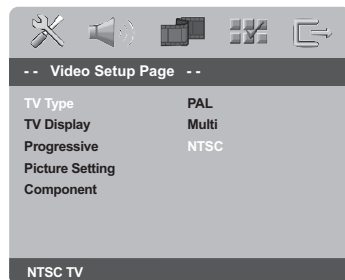 -- Video Setup Page --
TV Type PAL
TV Display Multi
Progressive NTSC
Picture Setting
Component
NTSC TV